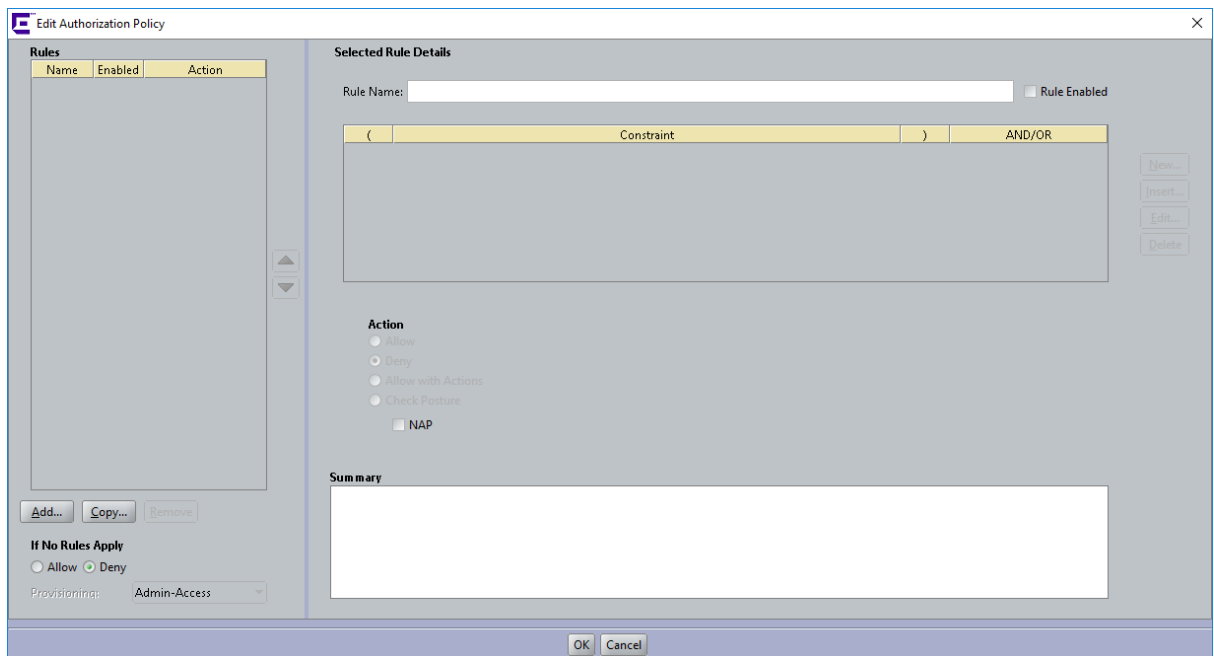 Edit Authorization Policy
Rules
Name Enabled Action
Add... Copy... Remove
If No Rules Apply
Allow Deny
Provisioning: Admin-Access
Selected Rule Details
Rule Name: Rule Enabled
( Constraint ) AND/OR
New...
Insert...
Edit...
Delete
Action
Allow
Deny
Allow with Actions
Check Posture
NAP
Summary
OK Cancel